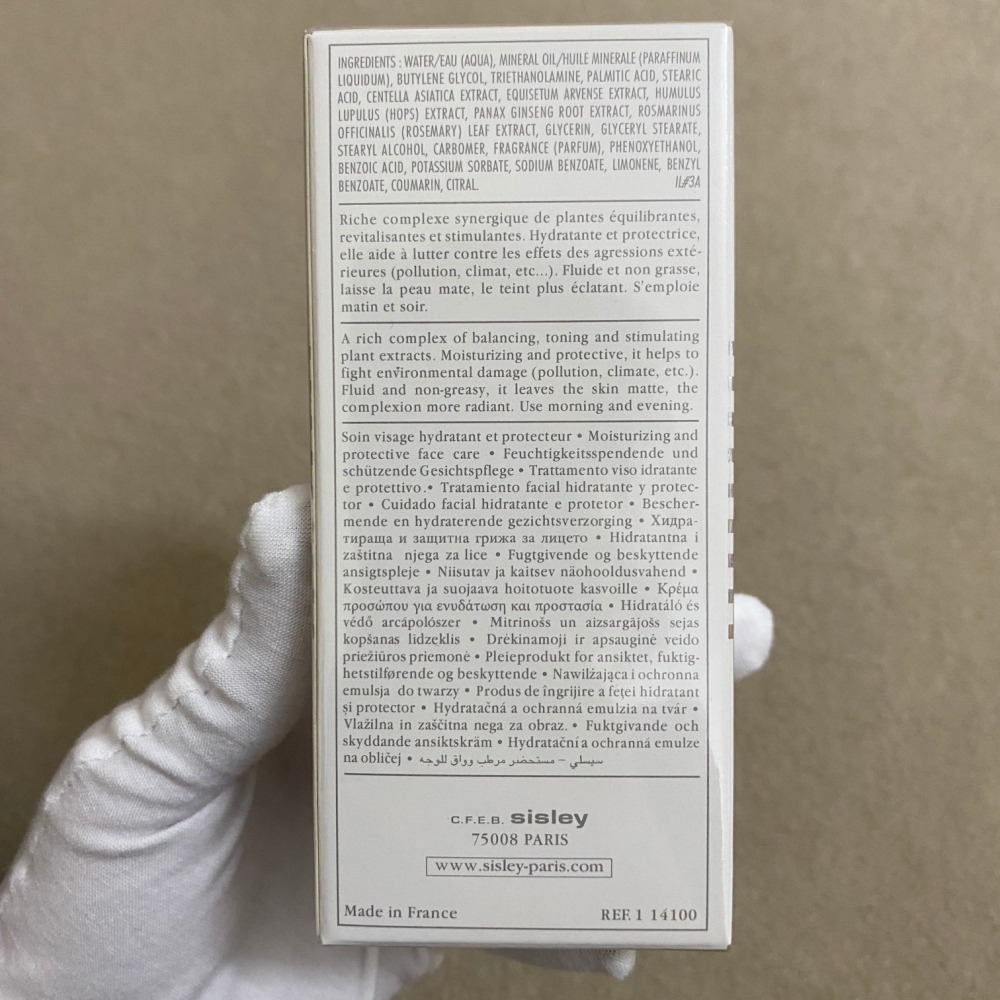 INGREDIENTS : WATER/EAU (AQUA), MINERAL OIL/HUILE MINERALE (PARAFFINUM
LIQUIDUM), BUTYLENE GLYCOL, TRIETHANOLAMINE, PALMITIC ACID, STEARIC
ACID, CENTELLA ASIATICA EXTRACT, EQUISETUM ARVENSE EXTRACT, HUMULUS
LUPULUS (HOPS) EXTRACT, PANAX GINSENG ROOT EXTRACT, ROSMARINUS
OFFICINALIS (ROSEMARY) LEAF EXTRACT, GLYCERIN, GLYCERYL STEARATE,
STEARYL ALCOHOL, CARBOMER, FRAGRANCE (PARFUM), PHENOXYETHANOL,
BENZOIC ACID, POTASSIUM SORBATE, SODIUM BENZOATE, LIMONENE, BENZYL
BENZOATE, COUMARIN, CITRAL. IL#3A
Riche complexe synergique de plantes équilibrantes,
revitalisantes et stimulantes. Hydratante et protectrice,
elle aide à lutter contre les effets des agressions exté-
rieures (pollution, climat, etc...). Fluide et non grasse,
laisse la peau mate, le teint plus éclatant. S'emploie
matin et soir.
A rich complex of balancing, toning and stimulating
plant extracts. Moisturizing and protective, it helps to
fight environmental damage (pollution, climate, etc.).
Fluid and non-greasy, it leaves the skin matte, the
complexion more radiant. Use morning and evening.
Soin visage hydratant et protecteur • Moisturizing and
protective face care • Feuchtigkeitsspendende und
schützende Gesichtspflege • Trattamento viso idratante
e protettivo.• Tratamiento facial hidratante y protec-
tor • Cuidado facial hidratante e protetor • Bescher-
mende en hydraterende gezichtsverzorging • Хидра-
тираща и защитна грижа за лицето • Hidratantna i
zaštitna njega za lice • Fugtgivende og beskyttende
ansigtspleje • Niisutav ja kaitsev näohooldusvahend •
Kosteuttava ja suojaava hoitotuote kasvoille • Κρέμα
προσώπου για ενυδάτωση και προστασία • Hidratáló és
védő arcápolószer • Mitrinošs un aizsargājošs sejas
kopšanas lidzeklis • Drėkinamoji ir apsauginė veido
priežiūros priemonė • Pleieprodukt for ansiktet, fuktig-
hetstilførende og beskyttende • Nawilżająca i ochronna
emulsja do twarzy • Produs de îngrijire a feței hidratant
și protector • Hydratačná a ochranná emulzia na tvár •
Vlažilna in zaščitna nega za obraz. • Fuktgivande och
skyddande ansiktskräm • Hydratační a ochranná emulze
na obličej • سيسلي – مستحضر مرطب وواق للوجه
C.F.E.B. sisley
75008 PARIS
www.sisley-paris.com
Made in France REF. 1 14100